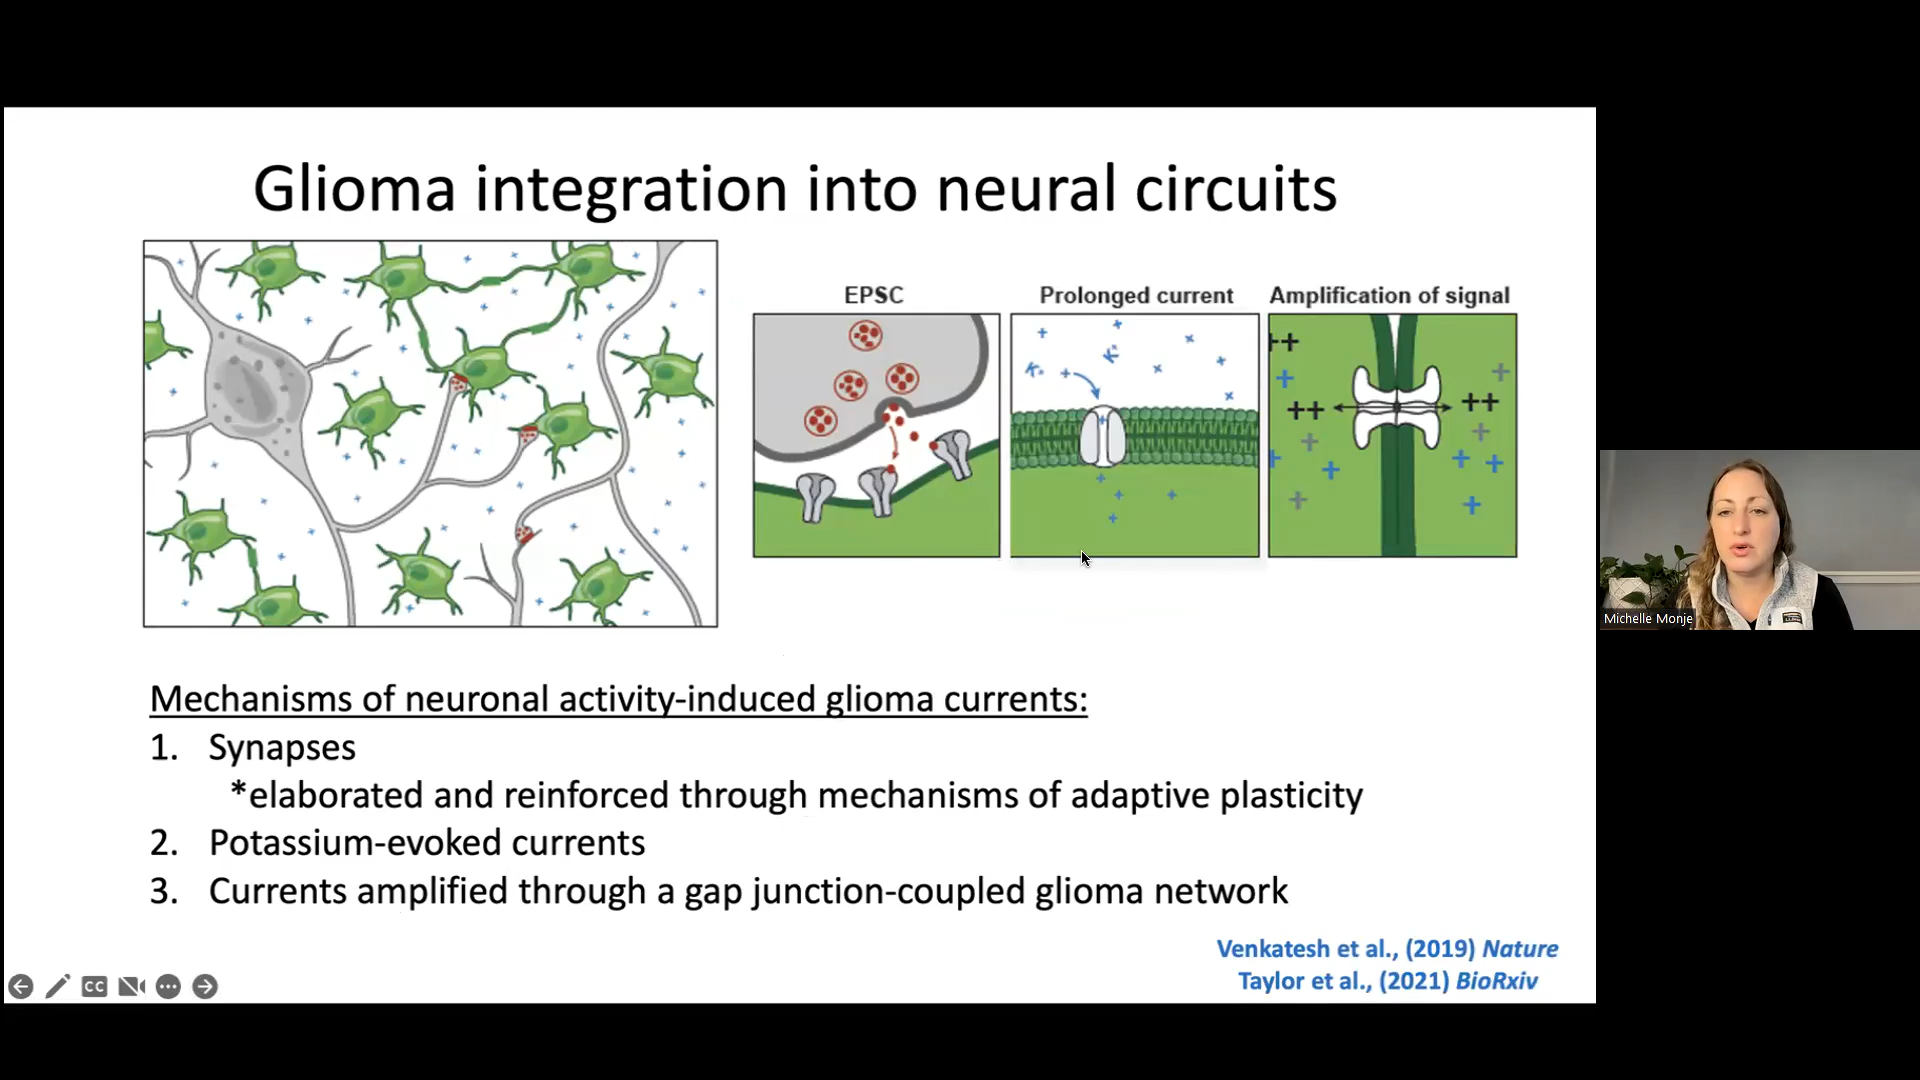 Glioma integration into neural circuits
EPSC
Prolonged current
Amplification of signal
K+
K+
++
++
++
Mechanisms of neuronal activity-induced glioma currents:
1. Synapses
*elaborated and reinforced through mechanisms of adaptive plasticity
2. Potassium-evoked currents
3. Currents amplified through a gap junction-coupled glioma network
Venkatesh et al., (2019) Nature
Taylor et al., (2021) BioRxiv
CC
Michelle Monje